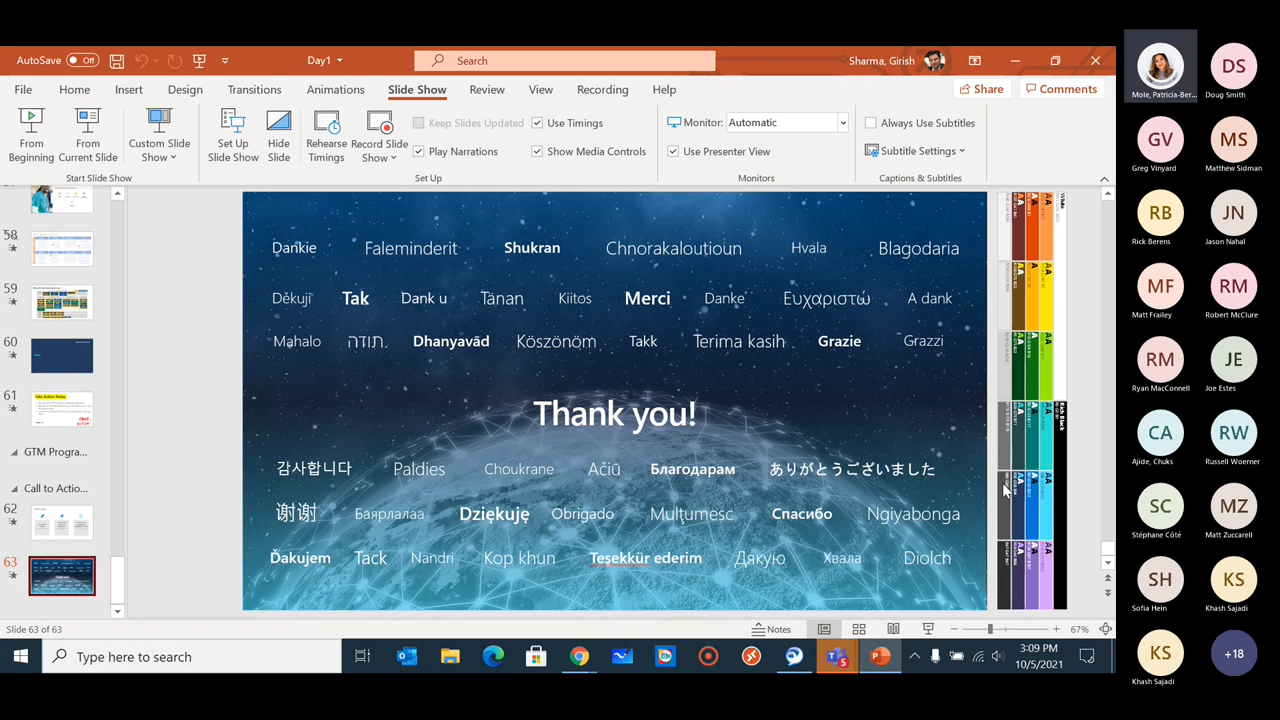 AutoSave Off Day1 Search Sharma, Girish
File Home Insert Design Transitions Animations Slide Show Review View Recording Help Share Comments
From Beginning
From Current Slide
Custom Slide Show
Set Up Slide Show
Hide Slide
Rehearse Timings
Record Slide Show
Keep Slides Updated Use Timings
Play Narrations Show Media Controls
Monitor: Automatic
Use Presenter View
Always Use Subtitles
Subtitle Settings
Start Slide Show Set Up Monitors Captions & Subtitles
58
59
60
61
Take Action Today
GTM Progra...
Call to Actio...
62
63
Dankie Faleminderit Shukran Chnorakaloutioun Hvala Blagodaria
Děkuji Tak Dank u Tänan Kiitos Merci Danke Ευχαριστώ A dank
Mahalo תודה. Dhanyavād Köszönöm Takk Terima kasih Grazie Grazzi
Thank you!
감사합니다 Paldies Choukrane Ačiū Благодарам ありがとうございました
谢谢 Баярлалаа Dziękuję Obrigado Mulţumesc Спасибо Ngiyabonga
Ďakujem Tack Nandri Kop khun Teşekkür ederim Дякую Хвала Diolch
White
Rich Black
Slide 63 of 63 Notes 67%
Type here to search
3:09 PM
10/5/2021
Mole, Patricia-Ber...
DS
Doug Smith
GV
Greg Vinyard
MS
Matthew Sidman
RB
Rick Berens
JN
Jason Nahal
MF
Matt Frailey
RM
Robert McClure
RM
Ryan MacConnell
JE
Joe Estes
CA
Ajide, Chuks
RW
Russell Woerner
SC
Stéphane Côté
MZ
Matt Zuccarell
SH
Sofia Hein
KS
Khash Sajadi
KS
Khash Sajadi
+18